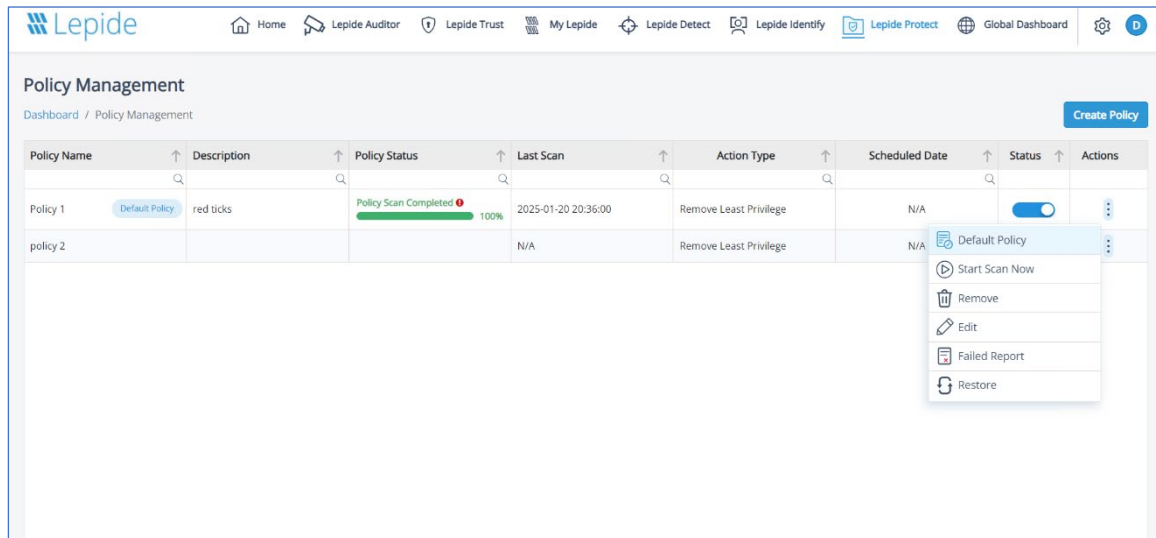 Lepide
Home
Lepide Auditor
Lepide Trust
My Lepide
Lepide Detect
Lepide Identify
Lepide Protect
Global Dashboard
D
Policy Management
Dashboard / Policy Management
Create Policy
Policy Name Description Policy Status Last Scan Action Type Scheduled Date Status Actions
Policy 1 Default Policy red ticks Policy Scan Completed 100% 2025-01-20 20:36:00 Remove Least Privilege N/A
policy 2 N/A Remove Least Privilege N/A
Default Policy
Start Scan Now
Remove
Edit
Failed Report
Restore